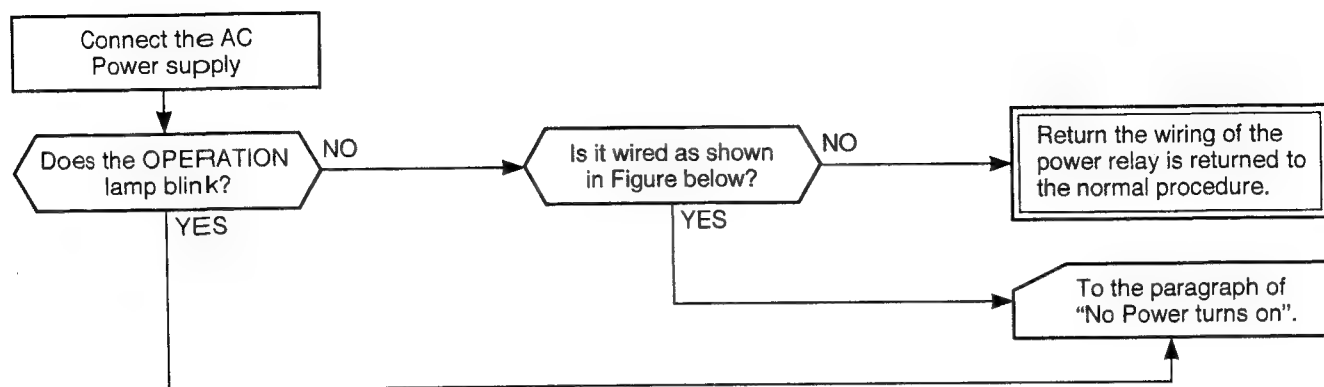 Connect the AC
Power supply
Does the OPERATION
lamp blink?
NO
YES
Is it wired as shown
in Figure below?
NO
YES
Return the wiring of the
power relay is returned to
the normal procedure.
To the paragraph of
“No Power turns on”.